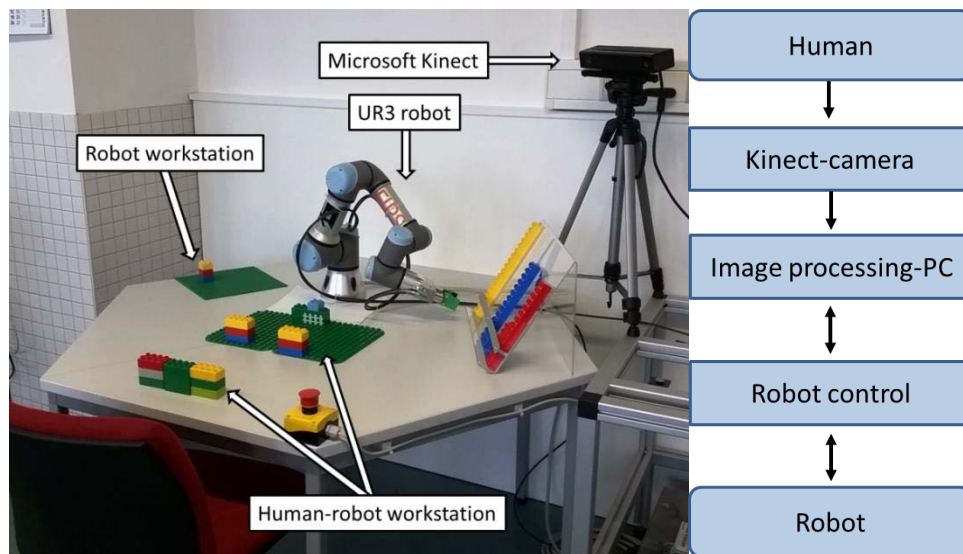 Microsoft Kinect
UR3 robot
Robot workstation
Human-robot workstation
Human
Kinect-camera
Image processing-PC
Robot control
Robot